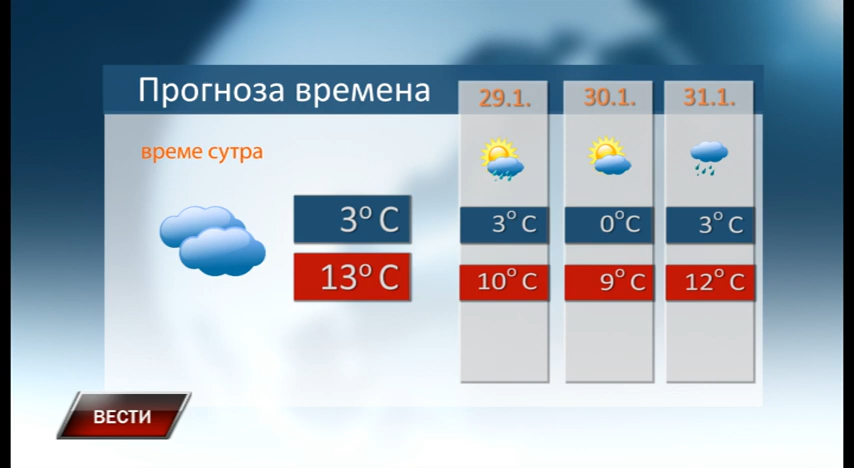 Прогноза времена
време сутра
3° C
13° C
29.1.
3° C
10° C
30.1.
0°C
9° C
31.1.
3° C
12° C
ВЕСТИ